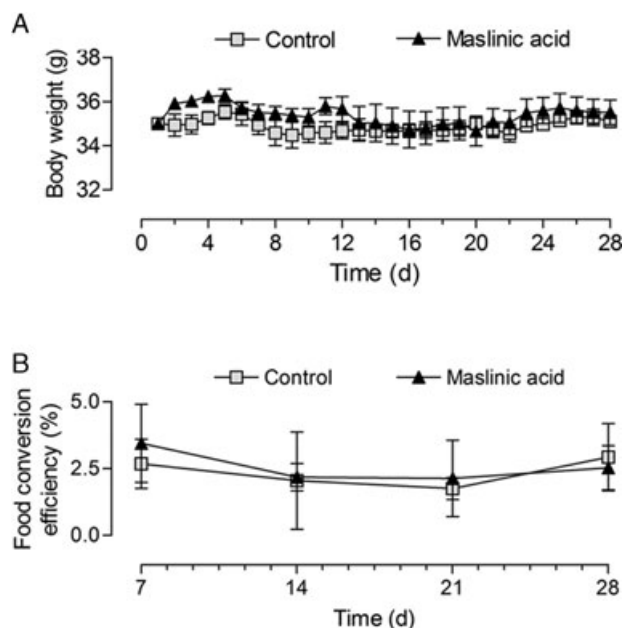 A
Control Maslinic acid
Body weight (g)
38
36
34
32
0 4 8 12 16 20 24 28
Time (d)
B
Control Maslinic acid
Food conversion
efficiency (%)
5.0
2.5
0.0
7 14 21 28
Time (d)